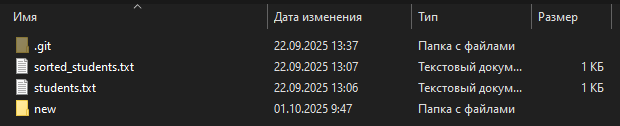 Имя Дата изменения Тип Размер
.git 22.09.2025 13:37 Папка с файлами
sorted_students.txt 22.09.2025 13:07 Текстовый докум... 1 КБ
students.txt 22.09.2025 13:06 Текстовый докум... 1 КБ
new 01.10.2025 9:47 Папка с файлами